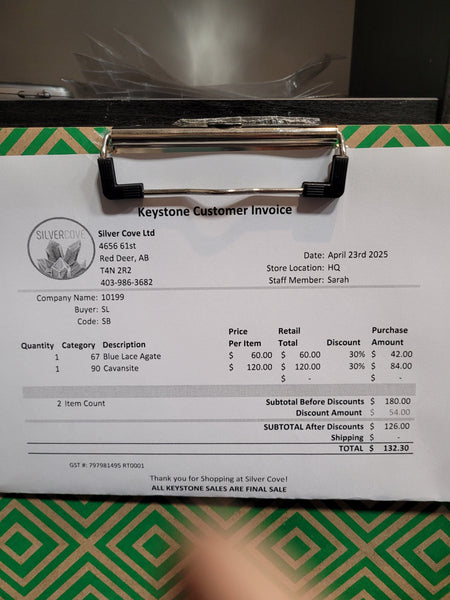 Keystone Customer Invoice
SILVERCOVE
Silver Cove Ltd
4656 61st
Red Deer, AB
T4N 2R2
403-986-3682
Date: April 23rd 2025
Store Location: HQ
Staff Member: Sarah
Company Name: 10199
Buyer: SL
Code: SB
Quantity Category Description Price Per Item Retail Total Discount Purchase Amount
1 67 Blue Lace Agate $ 60.00 $ 60.00 30% $ 42.00
1 90 Cavansite $ 120.00 $ 120.00 30% $ 84.00
$ - $ -
2 Item Count
Subtotal Before Discounts $ 180.00
Discount Amount $ 54.00
SUBTOTAL After Discounts $ 126.00
Shipping $ -
TOTAL $ 132.30
GST #: 797981495 RT0001
Thank you for Shopping at Silver Cove!
ALL KEYSTONE SALES ARE FINAL SALE